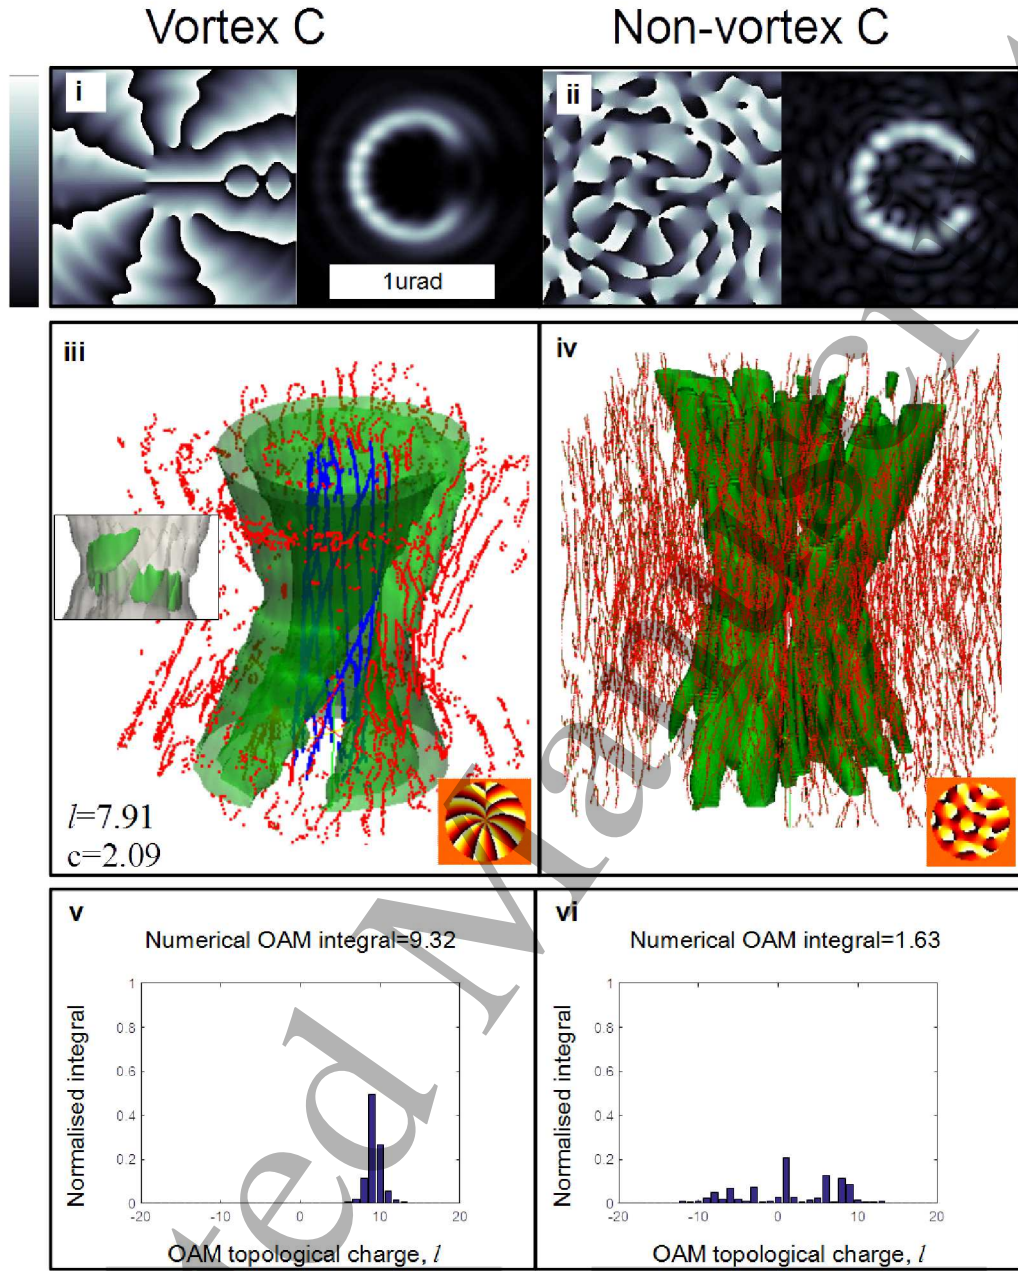 Vortex C
Non-vortex C
i
ii
1urad
iii
iv
l=7.91
c=2.09
v
vi
Numerical OAM integral=9.32
Numerical OAM integral=1.63
Normalised integral
1
0.8
0.6
0.4
0.2
0
-20
-10
0
10
20
OAM topological charge, l
Normalised integral
1
0.8
0.6
0.4
0.2
0
-20
-10
0
10
20
OAM topological charge, l
ted Manuscri